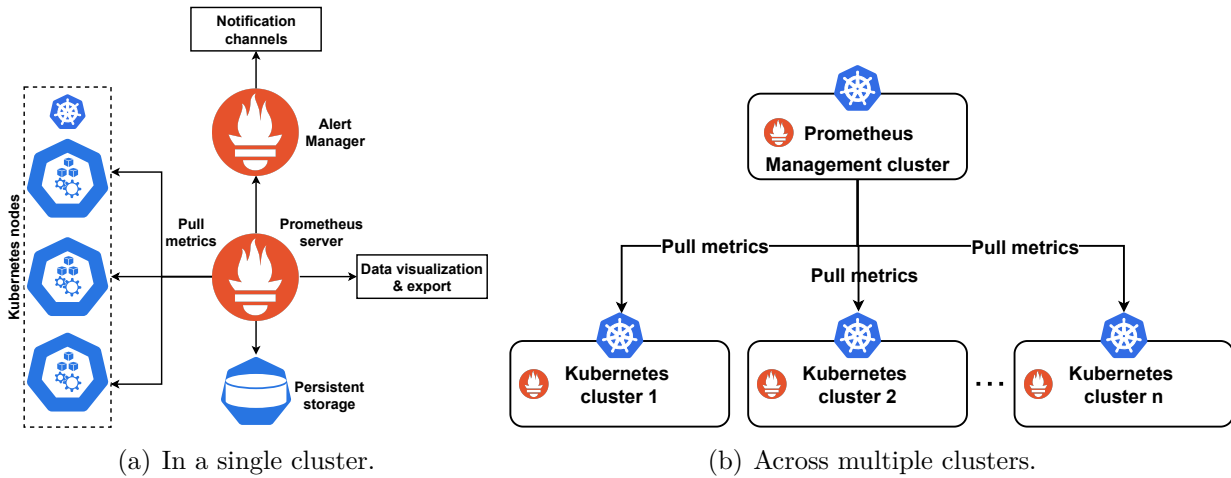 Notification
channels
Alert
Manager
Kubernetes nodes
Pull
metrics
Prometheus
server
Data visualization
& export
Persistent
storage
(a) In a single cluster.
Prometheus
Management cluster
Pull metrics
Pull metrics
Pull metrics
Kubernetes
cluster 1
Kubernetes
cluster 2
...
Kubernetes
cluster n
(b) Across multiple clusters.